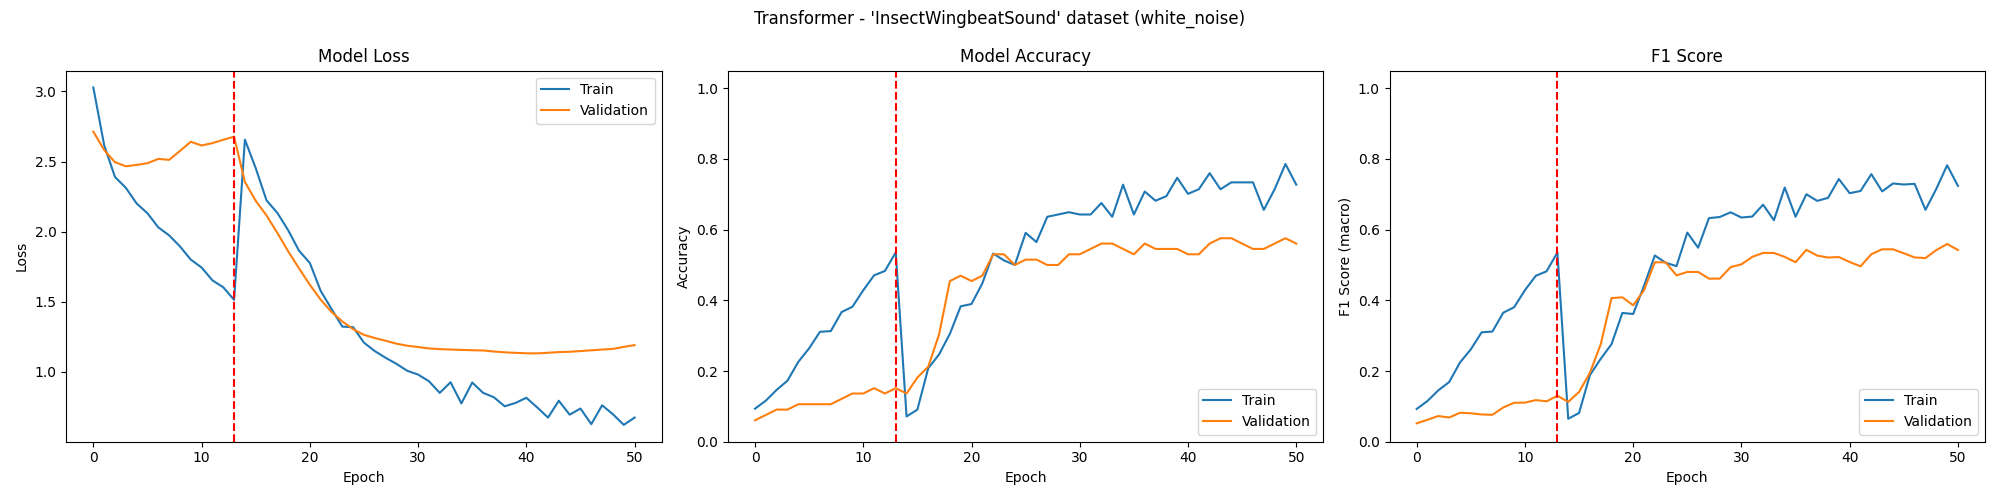 Transformer - 'InsectWingbeatSound' dataset (white_noise)
Model Loss
Loss
3.0
2.5
2.0
1.5
1.0
0 10 20 30 40 50
Epoch
Train
Validation
Model Accuracy
Accuracy
1.0
0.8
0.6
0.4
0.2
0.0
0 10 20 30 40 50
Epoch
Train
Validation
F1 Score
F1 Score (macro)
1.0
0.8
0.6
0.4
0.2
0.0
0 10 20 30 40 50
Epoch
Train
Validation